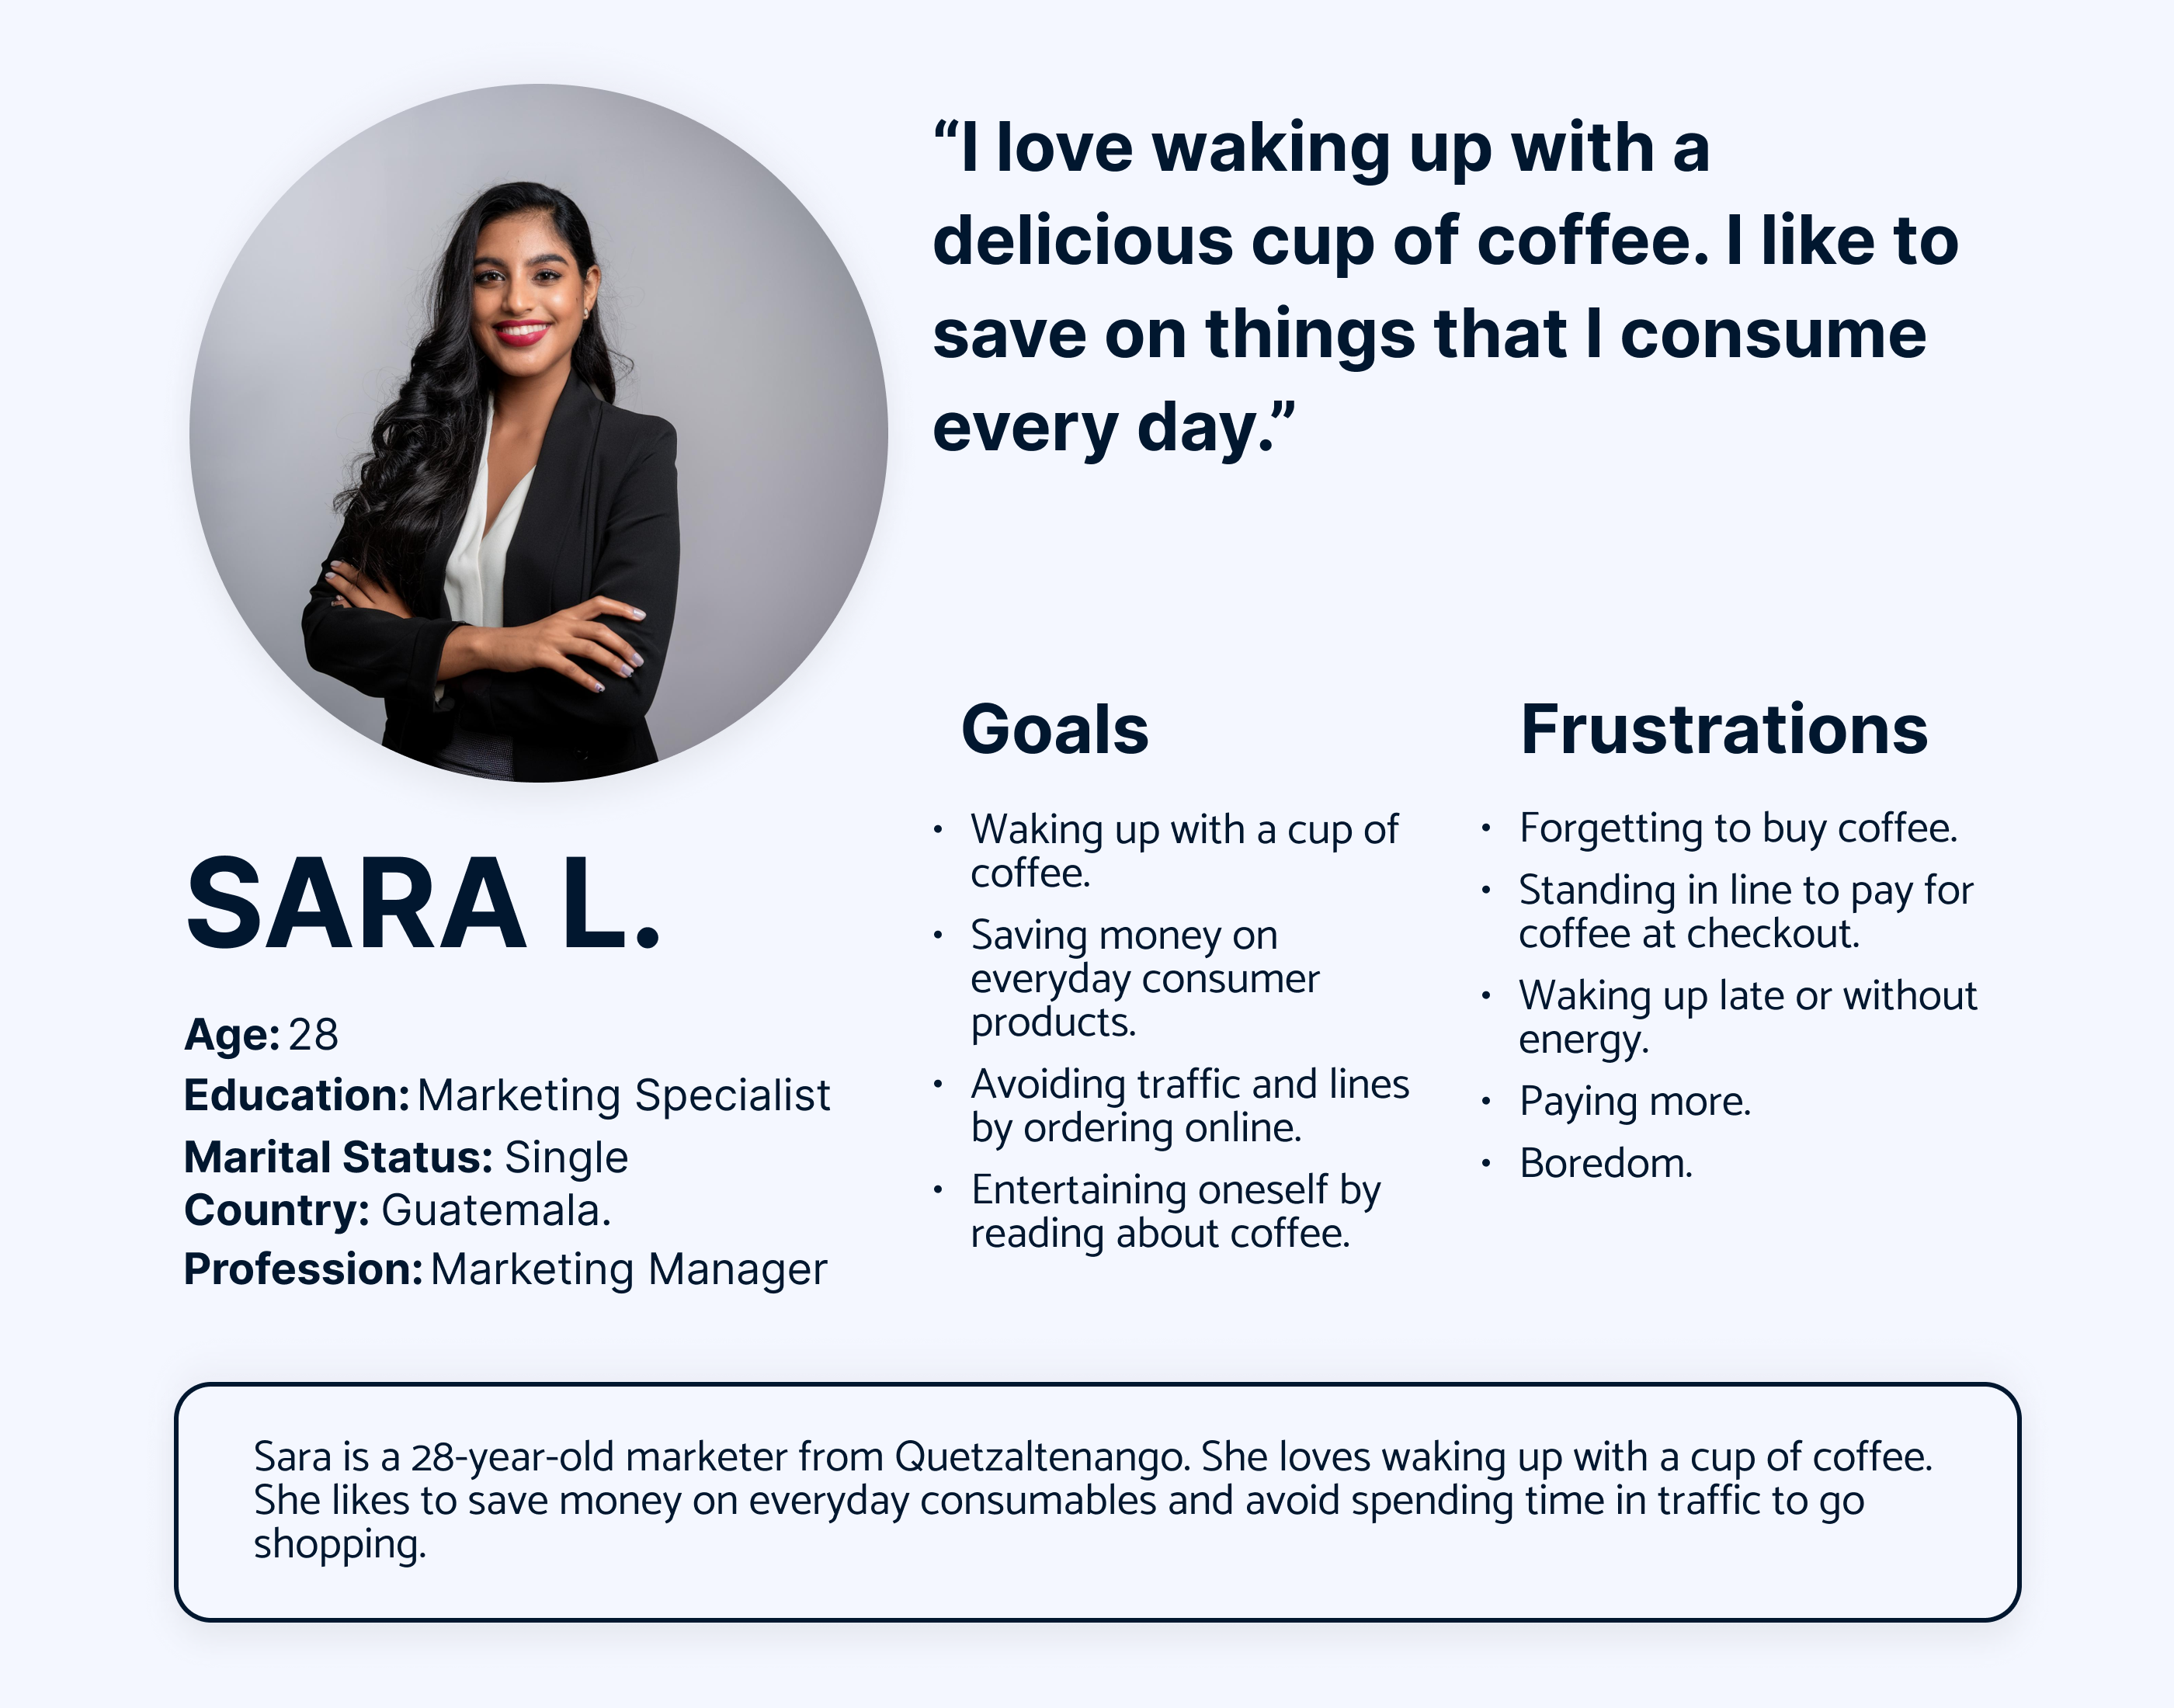 “I love waking up with a
delicious cup of coffee. I like to
save on things that I consume
every day.”
SARA L.
Age: 28
Education: Marketing Specialist
Marital Status: Single
Country: Guatemala.
Profession: Marketing Manager
Goals
• Waking up with a cup of
coffee.
• Saving money on
everyday consumer
products.
• Avoiding traffic and lines
by ordering online.
• Entertaining oneself by
reading about coffee.
Frustrations
• Forgetting to buy coffee.
• Standing in line to pay for
coffee at checkout.
• Waking up late or without
energy.
• Paying more.
• Boredom.
Sara is a 28-year-old marketer from Quetzaltenango. She loves waking up with a cup of coffee.
She likes to save money on everyday consumables and avoid spending time in traffic to go
shopping.